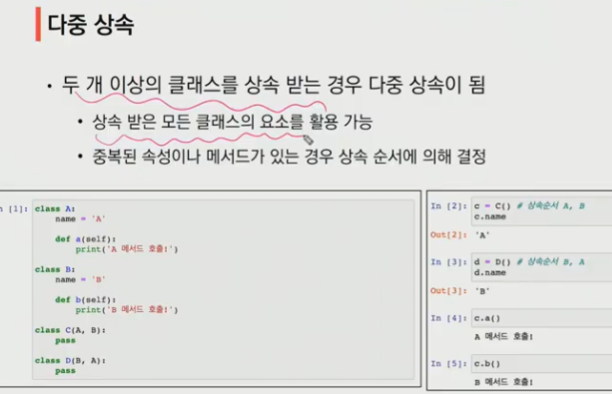 다중 상속
• 두 개 이상의 클래스를 상속 받는 경우 다중 상속이 됨
• 상속 받은 모든 클래스의 요소를 활용 가능
• 중복된 속성이나 메서드가 있는 경우 상속 순서에 의해 결정
n [1]: class A:
name = 'A'
def a(self):
print('A 메서드 호출!')
class B:
name = 'B'
def b(self):
print('B 메서드 호출!')
class C(A, B):
pass
class D(B, A):
pass
In [2]: c = C() # 상속순서 A, B
c.name
Out[2]: 'A'
In [3]: d = D() # 상속순서 B, A
d.name
Out[3]: 'B'
In [4]: c.a()
A 메서드 호출!
In [5]: c.b()
B 메서드 호출!